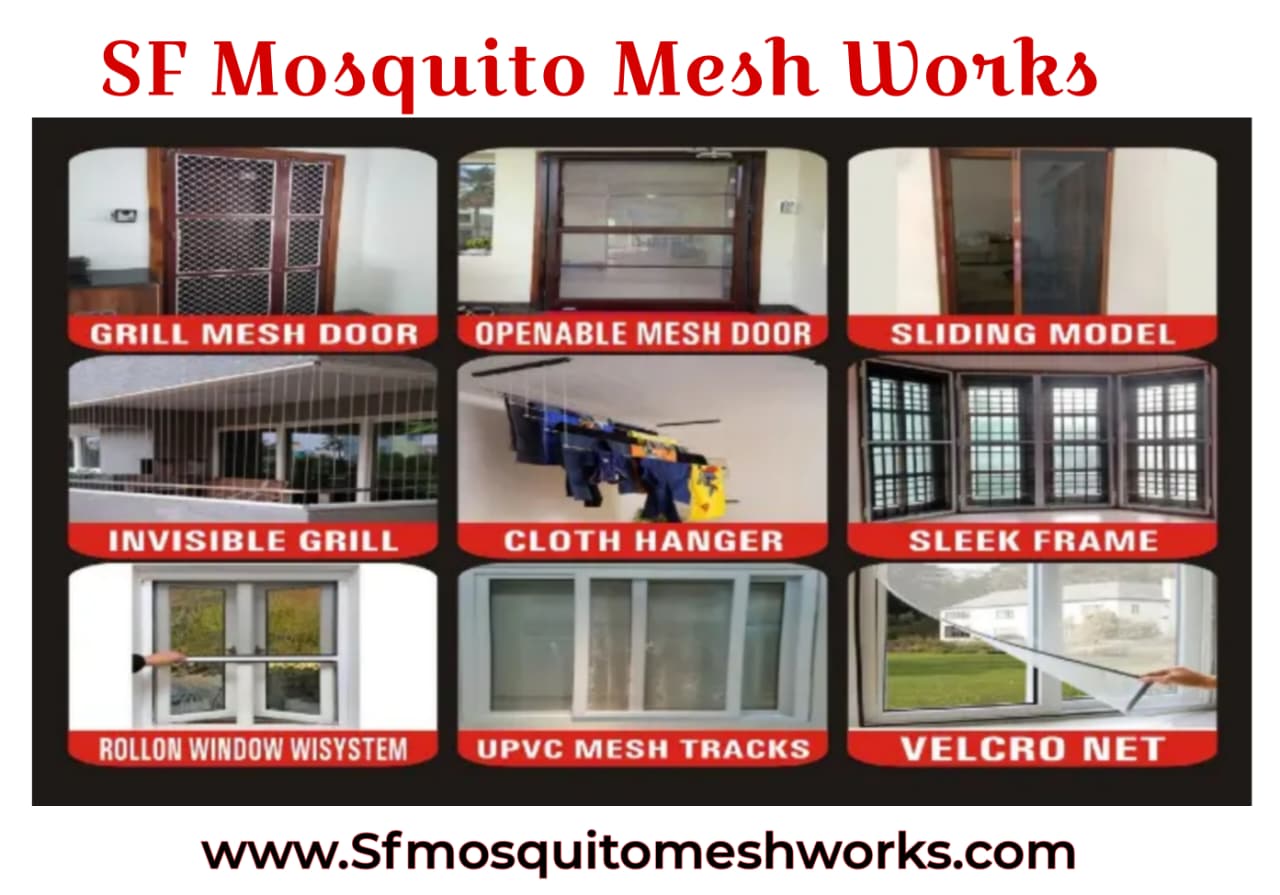 SF Mosquito Mesh Works
GRILL MESH DOOR
OPENABLE MESH DOOR
SLIDING MODEL
INVISIBLE GRILL
CLOTH HANGER
SLEEK FRAME
ROLLON WINDOW WISYSTEM
UPVC MESH TRACKS
VELCRO NET
www.Sfmosquitomeshworks.com